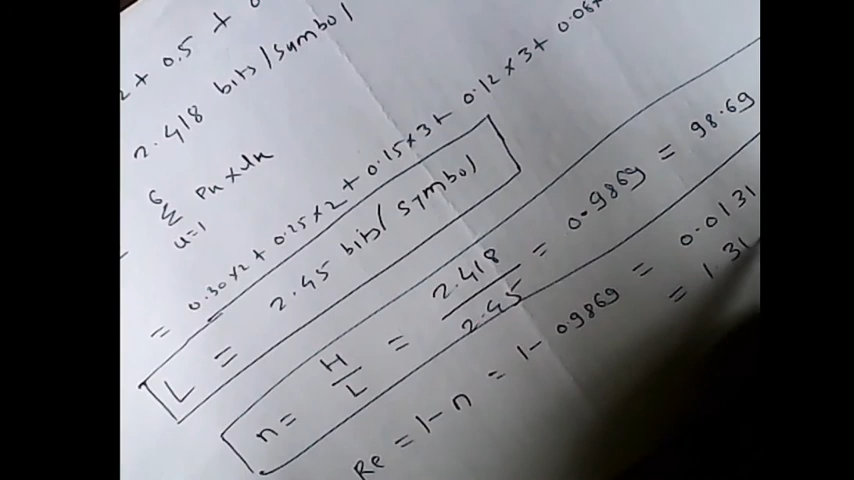 2 + 0.5 +
2.418 bits/symbol
6
Σ Pk × lk
k=1
= 0.30×2 + 0.25×2 + 0.15×3 + 0.12×3 + 0.08×
L = 2.45 bits/symbol
n = H/L = 2.418/2.45 = 0.9869 = 98.69
Re = 1 - n = 1 - 0.9869 = 0.0131
= 1.31